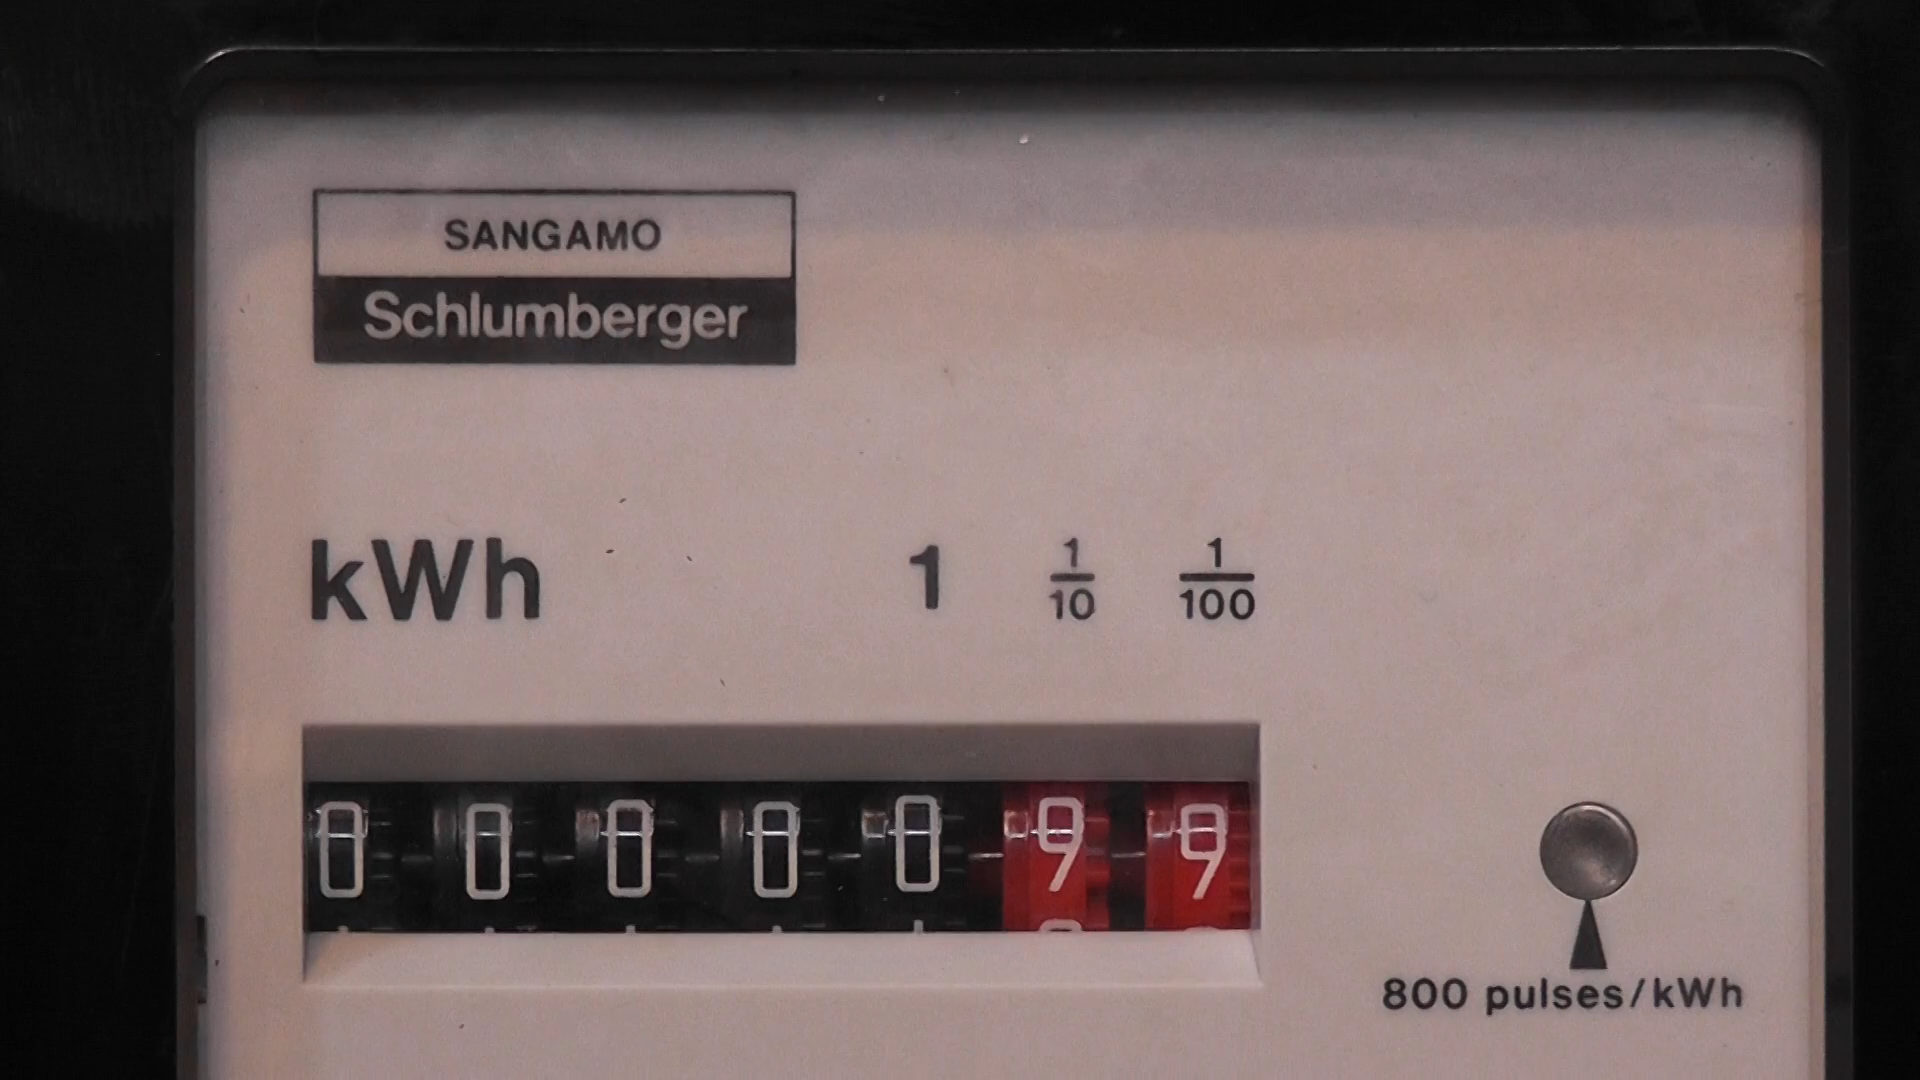 SANGAMO
Schlumberger
kWh 1 1/10 1/100
0 0 0 0 0 9 9
800 pulses/kWh